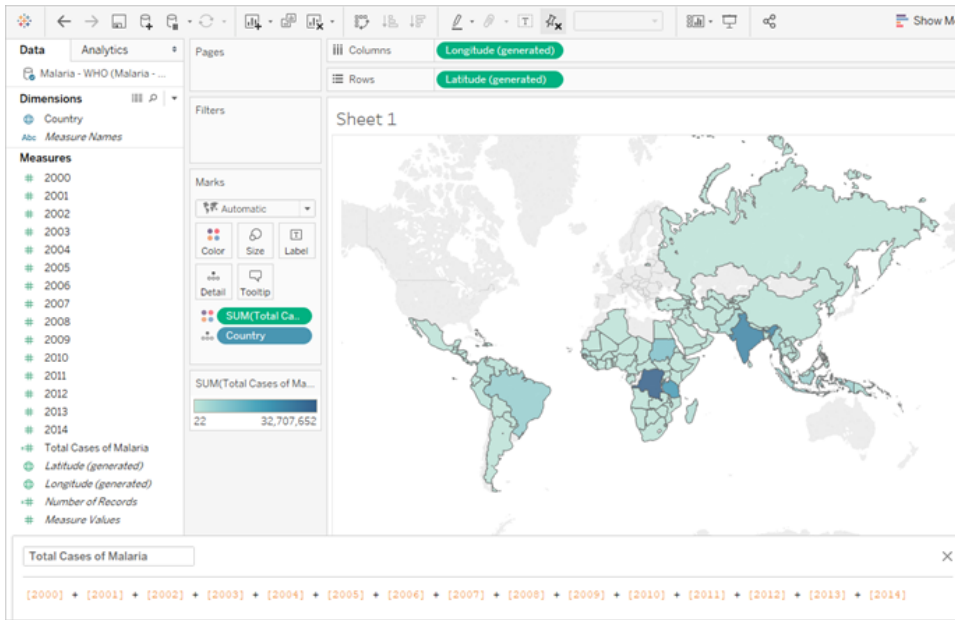 Show Me
Data Analytics
Malaria - WHO (Malaria - ...
Dimensions
Country
Abc Measure Names
Measures
2000
2001
2002
2003
2004
2005
2006
2007
2008
2009
2010
2011
2012
2013
2014
Total Cases of Malaria
Latitude (generated)
Longitude (generated)
Number of Records
Measure Values
Pages
Filters
Marks
Automatic
Color Size Label
Detail Tooltip
SUM(Total Ca..
Country
SUM(Total Cases of Ma...
22 32,707,652
Columns Longitude (generated)
Rows Latitude (generated)
Sheet 1
Total Cases of Malaria
[2000] + [2001] + [2002] + [2003] + [2004] + [2005] + [2006] + [2007] + [2008] + [2009] + [2010] + [2011] + [2012] + [2013] + [2014]